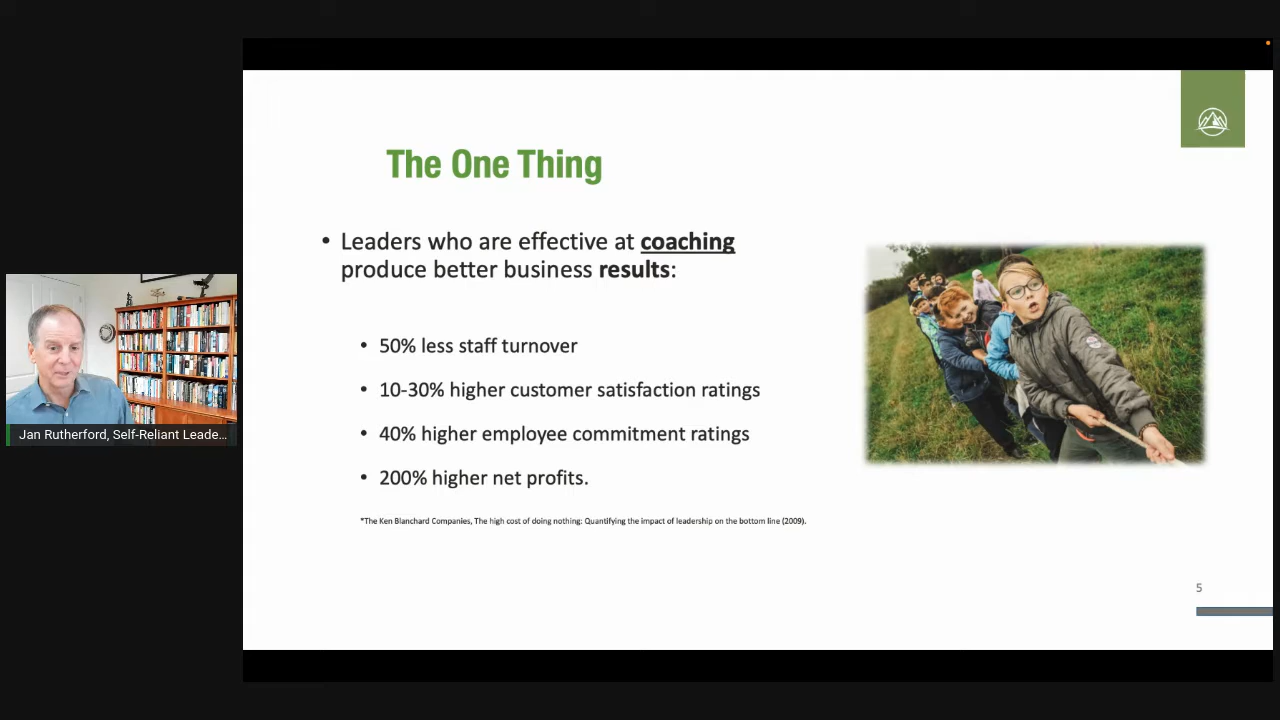 The One Thing
• Leaders who are effective at coaching
produce better business results:
• 50% less staff turnover
• 10-30% higher customer satisfaction ratings
• 40% higher employee commitment ratings
• 200% higher net profits.
*The Ken Blanchard Companies, The high cost of doing nothing: Quantifying the impact of leadership on the bottom line (2009).
5
Jan Rutherford, Self-Reliant Leade...